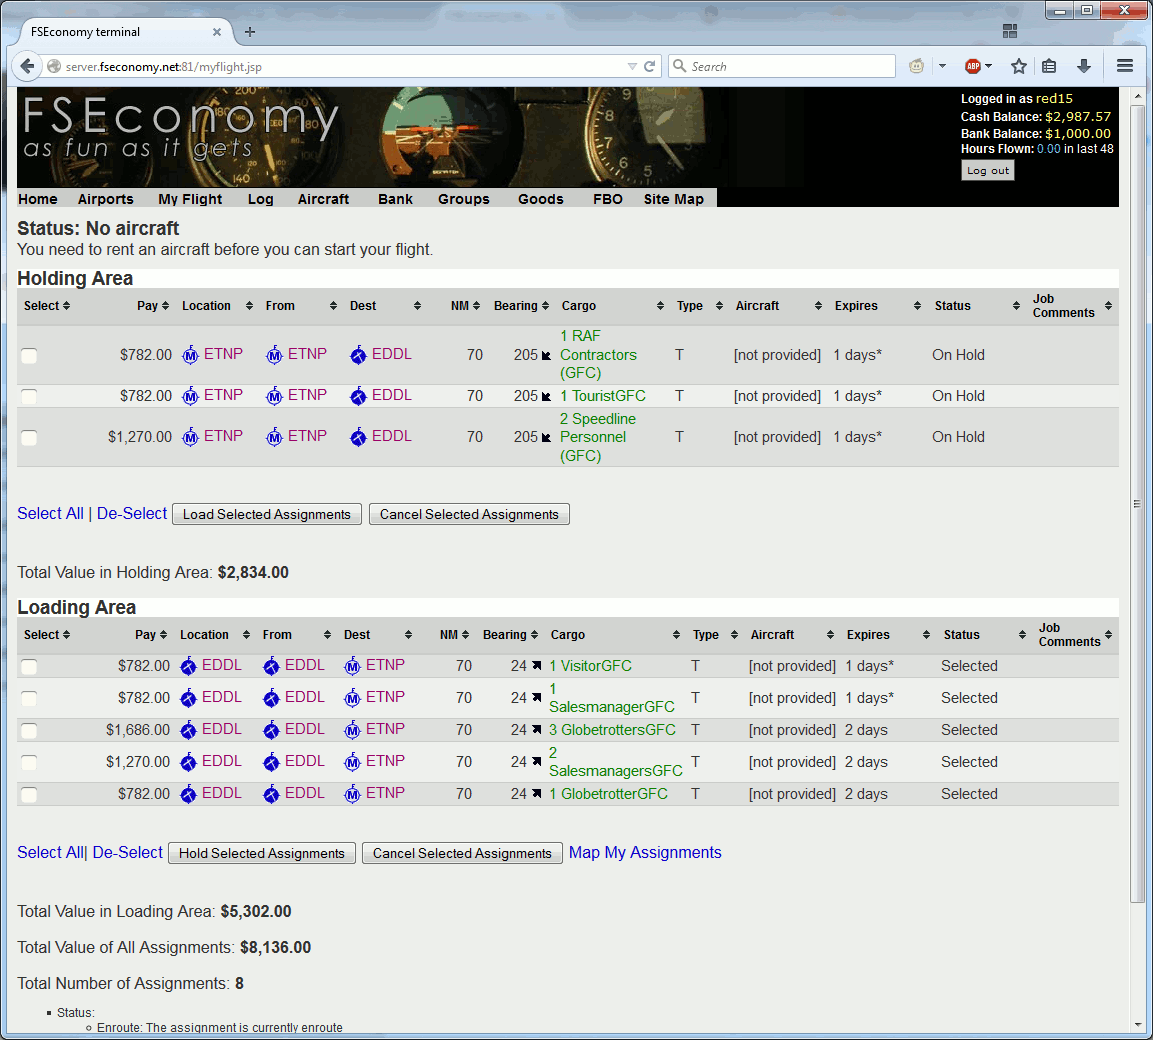 FSEconomy terminal
server.fseconomy.net:81/myflight.jsp
Search
ABP
FSEconomy
as fun as it gets
Logged in as red15
Cash Balance: $2,987.57
Bank Balance: $1,000.00
Hours Flown: 0.00 in last 48
Log out
Home Airports My Flight Log Aircraft Bank Groups Goods FBO Site Map
Status: No aircraft
You need to rent an aircraft before you can start your flight.
Holding Area
Select Pay Location From Dest NM Bearing Cargo Type Aircraft Expires Status Job Comments
$782.00 ETNP ETNP EDDL 70 205 1 RAF Contractors (GFC) T [not provided] 1 days* On Hold
$782.00 ETNP ETNP EDDL 70 205 1 TouristGFC T [not provided] 1 days* On Hold
$1,270.00 ETNP ETNP EDDL 70 205 2 Speedline Personnel (GFC) T [not provided] 1 days* On Hold
Select All | De-Select Load Selected Assignments Cancel Selected Assignments
Total Value in Holding Area: $2,834.00
Loading Area
Select Pay Location From Dest NM Bearing Cargo Type Aircraft Expires Status Job Comments
$782.00 EDDL EDDL ETNP 70 24 1 VisitorGFC T [not provided] 1 days* Selected
$782.00 EDDL EDDL ETNP 70 24 1 SalesmanagerGFC T [not provided] 1 days* Selected
$1,686.00 EDDL EDDL ETNP 70 24 3 GlobetrottersGFC T [not provided] 2 days Selected
$1,270.00 EDDL EDDL ETNP 70 24 2 SalesmanagersGFC T [not provided] 2 days Selected
$782.00 EDDL EDDL ETNP 70 24 1 GlobetrotterGFC T [not provided] 2 days Selected
Select All| De-Select Hold Selected Assignments Cancel Selected Assignments Map My Assignments
Total Value in Loading Area: $5,302.00
Total Value of All Assignments: $8,136.00
Total Number of Assignments: 8
Status:
Enroute: The assignment is currently enroute